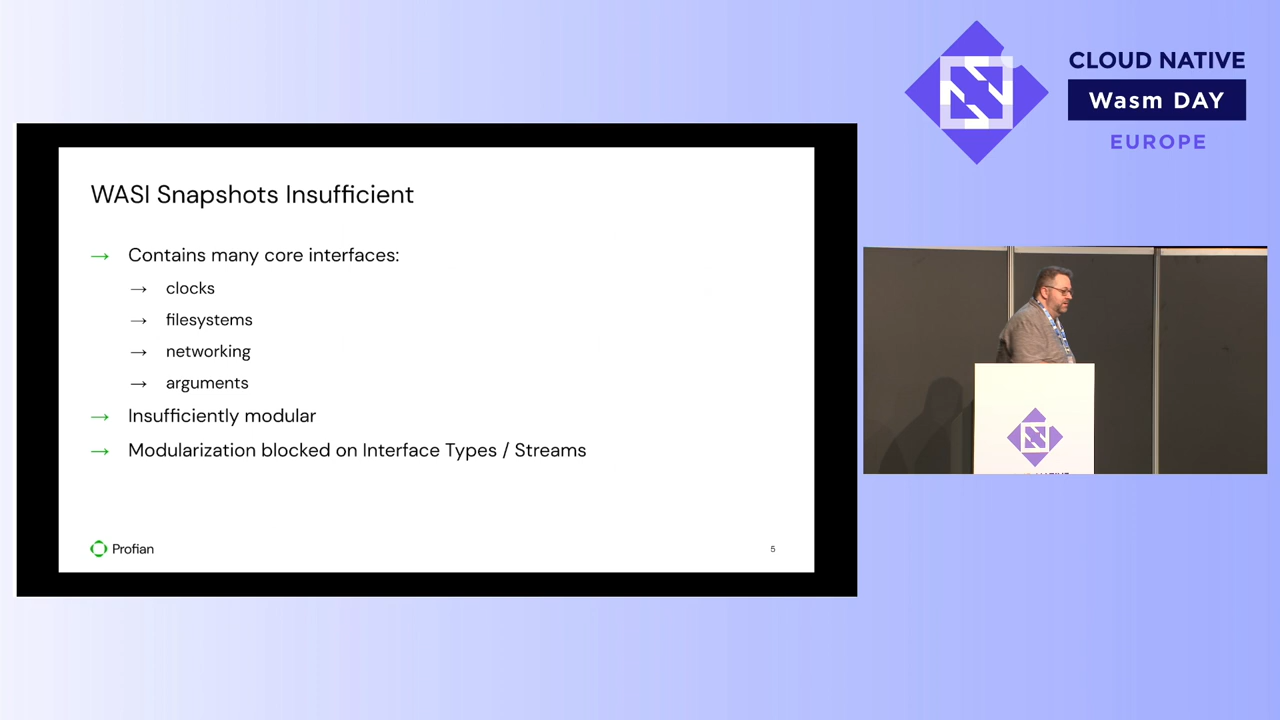 CLOUD NATIVE
Wasm DAY
EUROPE
WASI Snapshots Insufficient
→ Contains many core interfaces:
→ clocks
→ filesystems
→ networking
→ arguments
→ Insufficiently modular
→ Modularization blocked on Interface Types / Streams
Profian
5